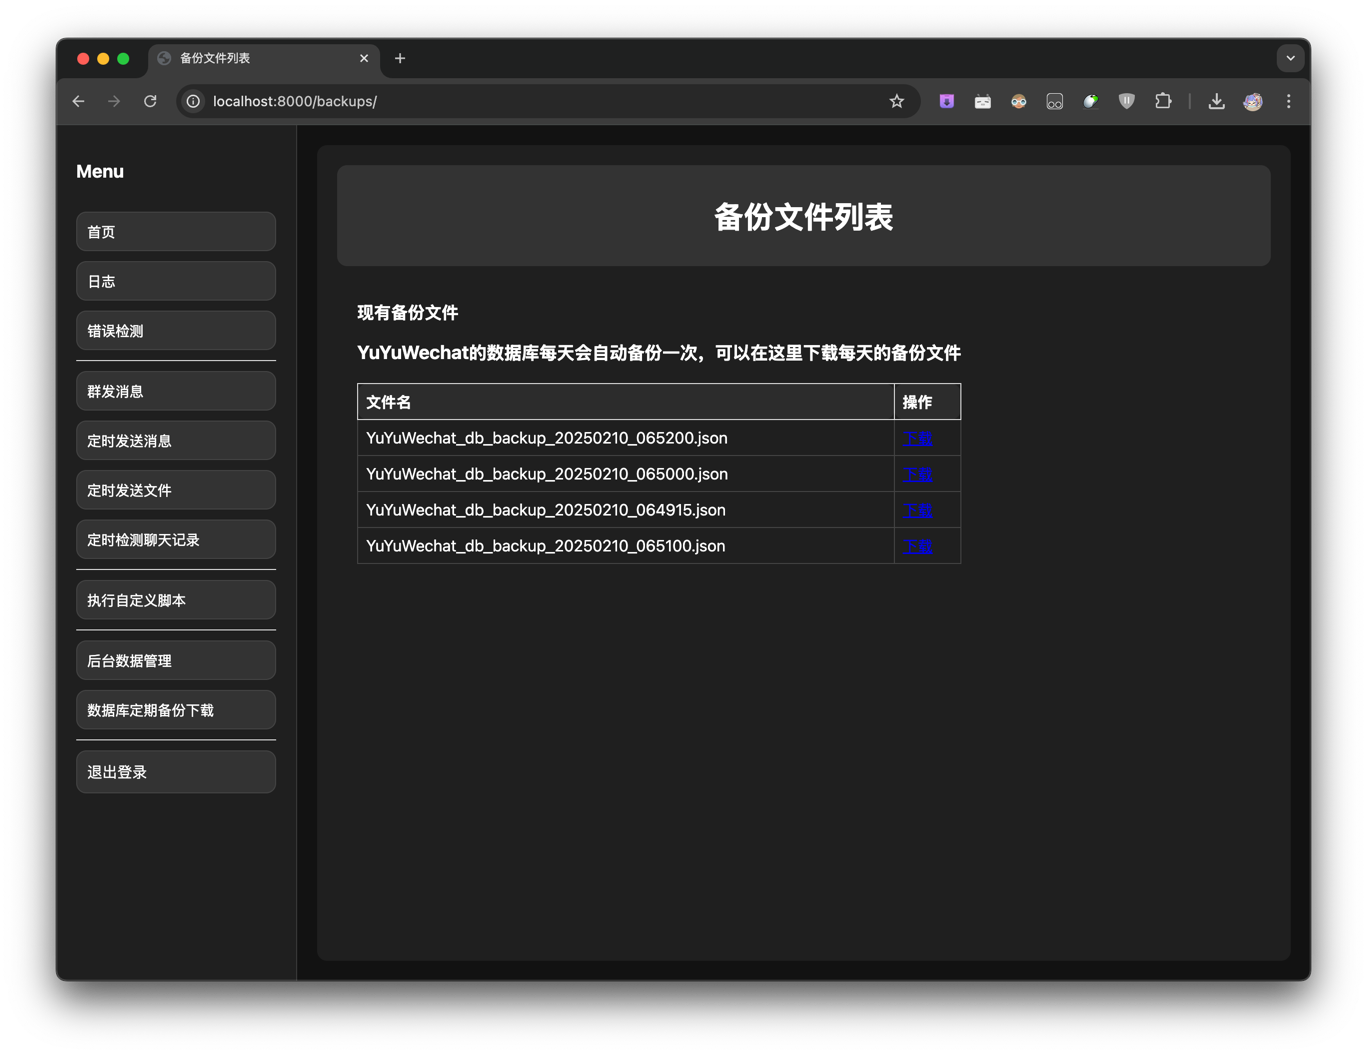 备份文件列表
localhost:8000/backups/
Menu
首页
日志
错误检测
群发消息
定时发送消息
定时发送文件
定时检测聊天记录
执行自定义脚本
后台数据管理
数据库定期备份下载
退出登录
备份文件列表
现有备份文件
YuYuWechat的数据库每天会自动备份一次，可以在这里下载每天的备份文件
文件名 操作
YuYuWechat_db_backup_20250210_065200.json 下载
YuYuWechat_db_backup_20250210_065000.json 下载
YuYuWechat_db_backup_20250210_064915.json 下载
YuYuWechat_db_backup_20250210_065100.json 下载